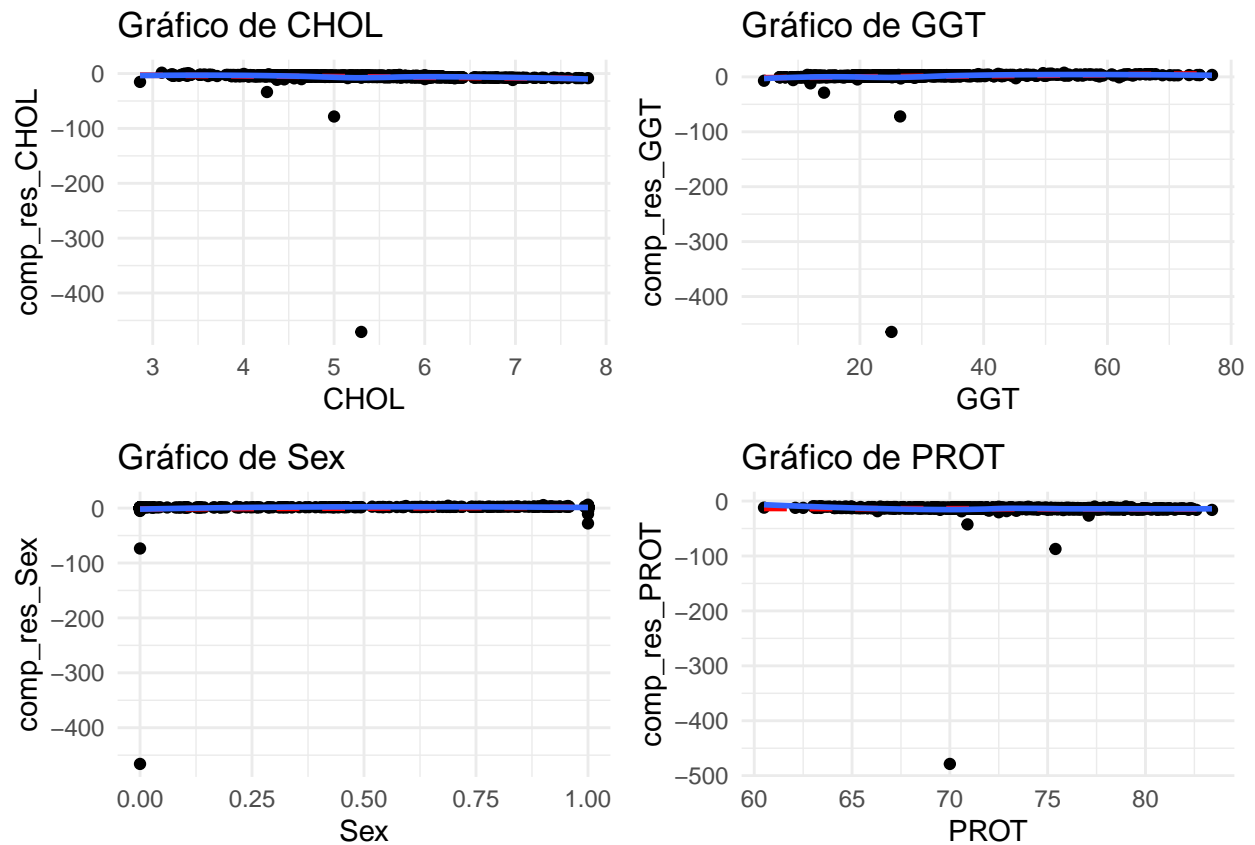 Gráfico de CHOL
comp_res_CHOL
0
−100
−200
−300
−400
3 4 5 6 7 8
CHOL
Gráfico de GGT
comp_res_GGT
0
−100
−200
−300
−400
20 40 60 80
GGT
Gráfico de Sex
comp_res_Sex
0
−100
−200
−300
−400
0.00 0.25 0.50 0.75 1.00
Sex
Gráfico de PROT
comp_res_PROT
0
−100
−200
−300
−400
−500
60 65 70 75 80
PROT